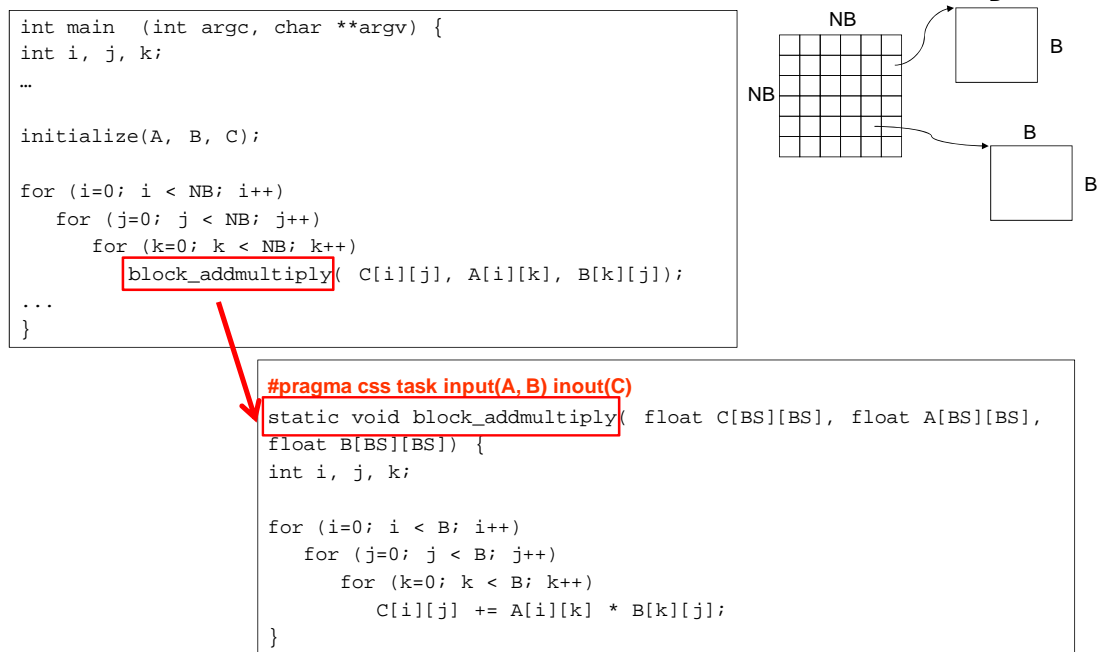 int main  (int argc, char **argv) {
int i, j, k;
…
initialize(A, B, C);
for (i=0; i < NB; i++)
for (j=0; j < NB; j++)
for (k=0; k < NB; k++)
block_addmultiply( C[i][j], A[i][k], B[k][j]);
...
}
NB
NB
B
B
B
#pragma css task input(A, B) inout(C)
static void block_addmultiply( float C[BS][BS], float A[BS][BS],
float B[BS][BS]) {
int i, j, k;
for (i=0; i < B; i++)
for (j=0; j < B; j++)
for (k=0; k < B; k++)
C[i][j] += A[i][k] * B[k][j];
}